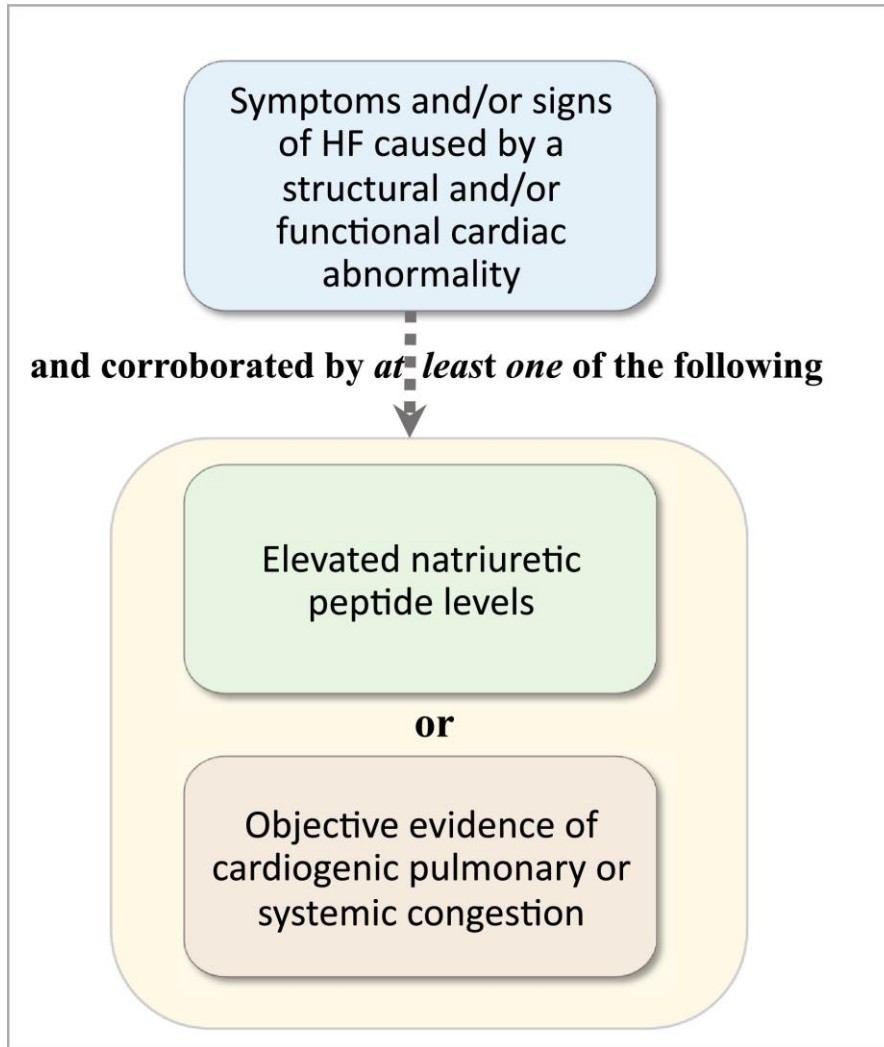 Symptoms and/or signs
of HF caused by a
structural and/or
functional cardiac
abnormality
and corroborated by at least one of the following
Elevated natriuretic
peptide levels
or
Objective evidence of
cardiogenic pulmonary or
systemic congestion